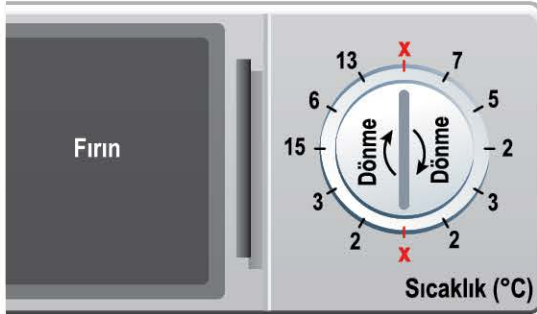 Fırın
X
13 7
6 5
15 2
3 3
2 2
X
Dönme Dönme
Sıcaklık (°C)